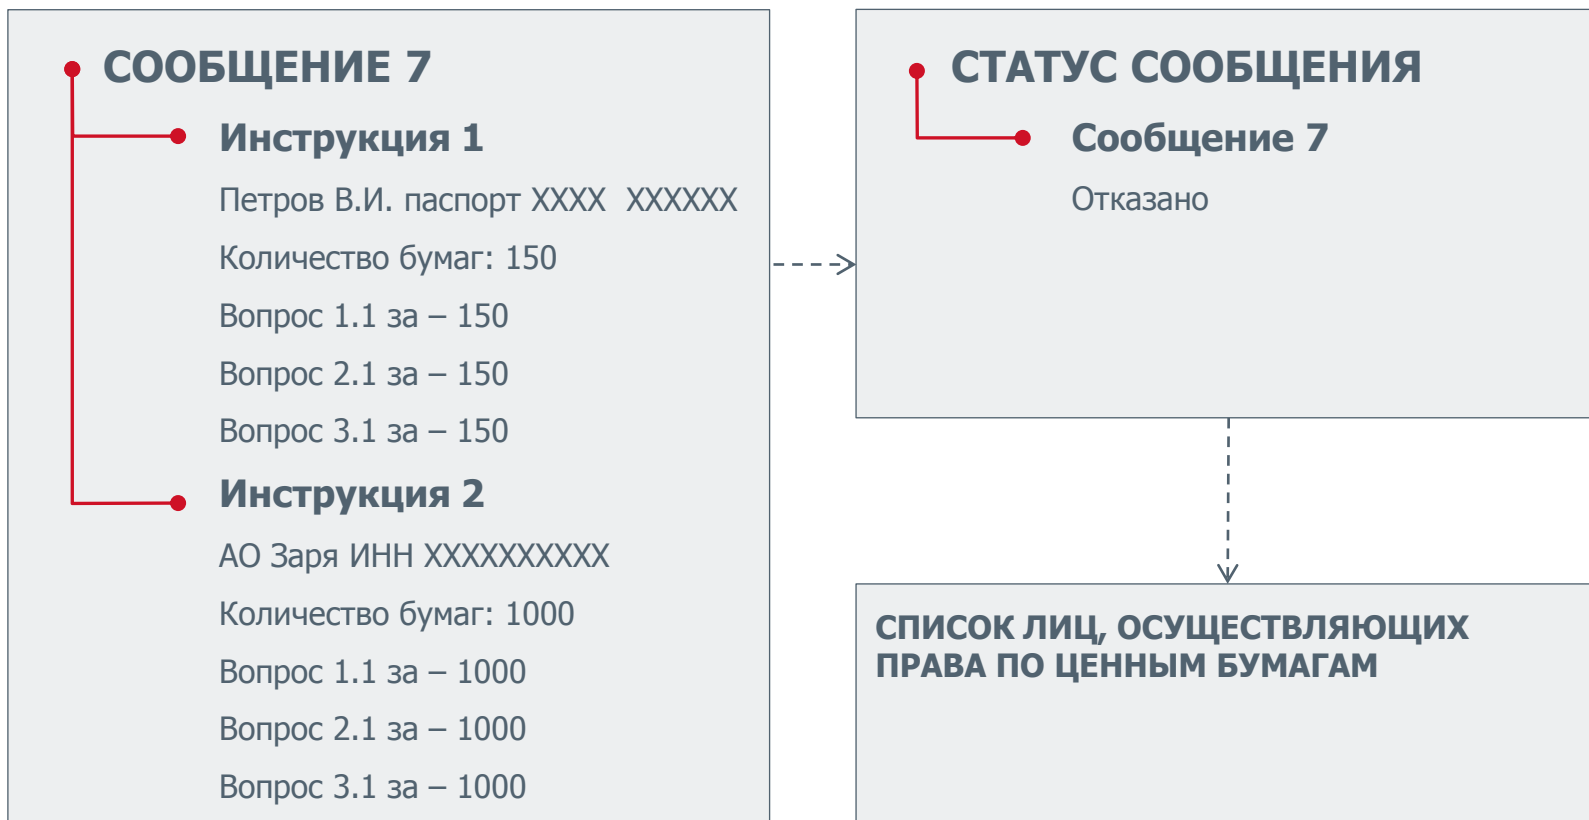 СООБЩЕНИЕ 7
Инструкция 1
Петров В.И. паспорт XXXX  XXXXXX
Количество бумаг: 150
Вопрос 1.1 за – 150
Вопрос 2.1 за – 150
Вопрос 3.1 за – 150
Инструкция 2
АО Заря ИНН XXXXXXXXXX
Количество бумаг: 1000
Вопрос 1.1 за – 1000
Вопрос 2.1 за – 1000
Вопрос 3.1 за – 1000
СТАТУС СООБЩЕНИЯ
Сообщение 7
Отказано
СПИСОК ЛИЦ, ОСУЩЕСТВЛЯЮЩИХ
ПРАВА ПО ЦЕННЫМ БУМАГАМ